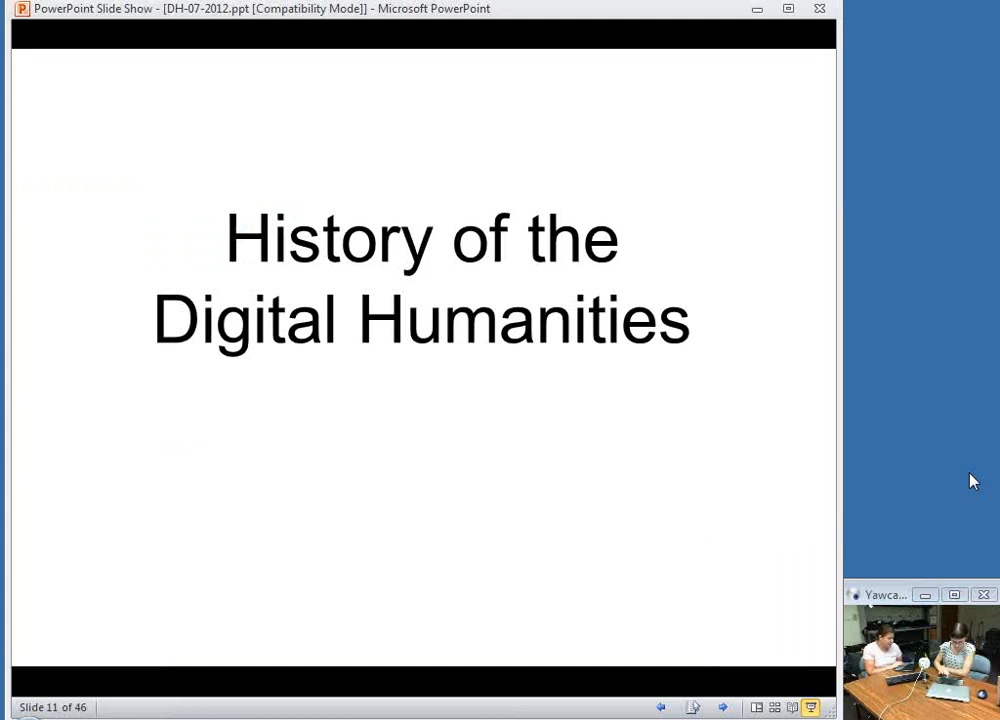 PowerPoint Slide Show - [DH-07-2012.ppt [Compatibility Mode]] - Microsoft PowerPoint
History of the
Digital Humanities
Yawca...
Slide 11 of 46